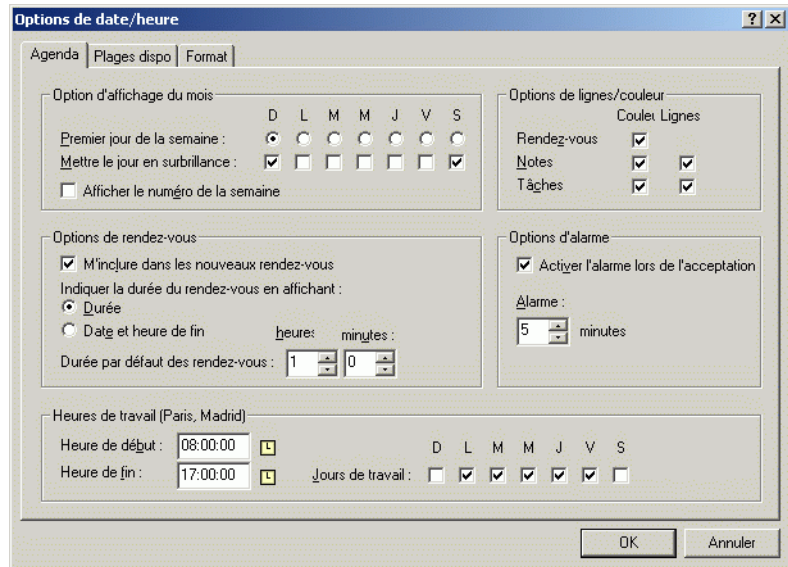 Options de date/heure
Agenda Plages dispo Format
Option d'affichage du mois
D L M M J V S
Premier jour de la semaine :
Mettre le jour en surbrillance :
Afficher le numéro de la semaine
Options de lignes/couleur
Couleu Lignes
Rendez-vous
Notes
Tâches
Options de rendez-vous
M'inclure dans les nouveaux rendez-vous
Indiquer la durée du rendez-vous en affichant :
Durée
Date et heure de fin heures minutes :
Durée par défaut des rendez-vous : 1 0
Options d'alarme
Activer l'alarme lors de l'acceptation
Alarme :
5 minutes
Heures de travail (Paris, Madrid)
Heure de début : 08:00:00
D L M M J V S
Heure de fin : 17:00:00 Jours de travail :
OK Annuler